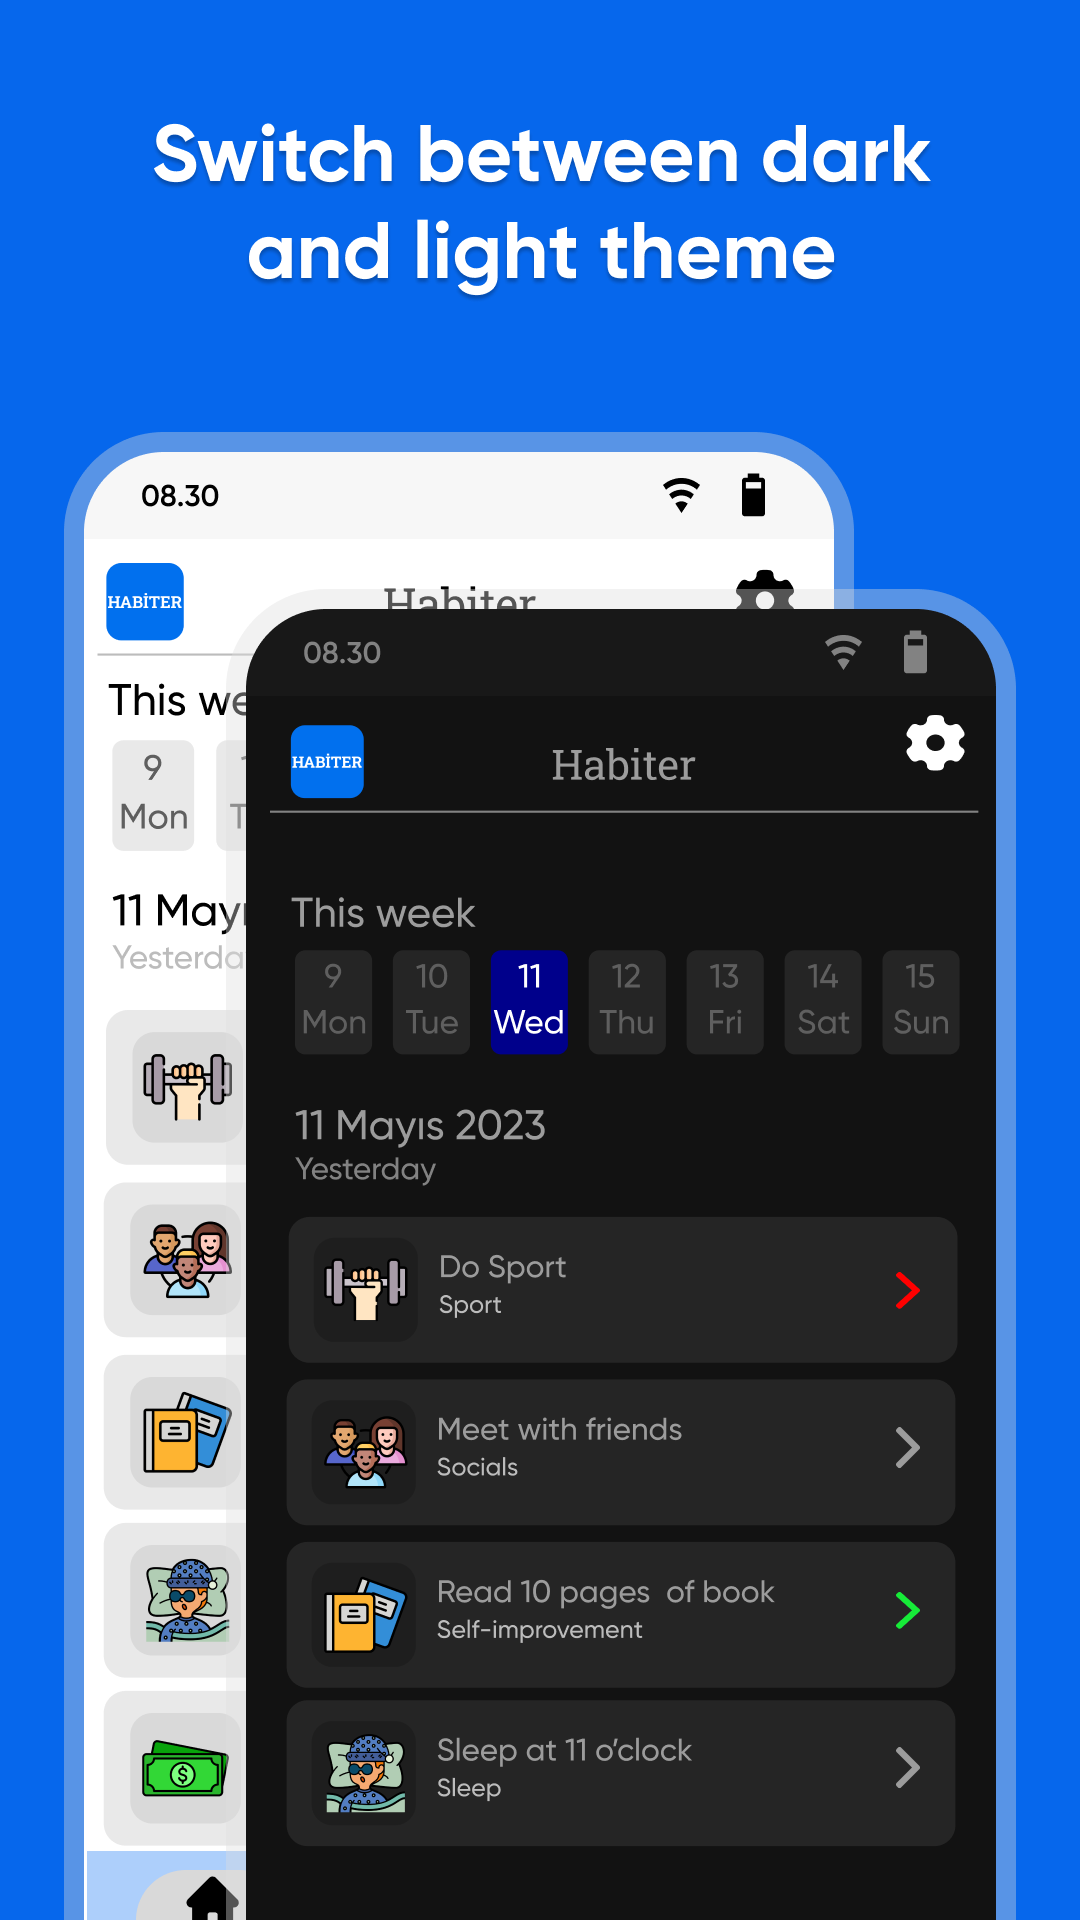 Switch between dark
and light theme
08.30
HABİTER
Habiter
This we
9
Mon
T
11 Mayı
Yesterda
08.30
HABİTER
Habiter
This week
9 10 11 12 13 14 15
Mon Tue Wed Thu Fri Sat Sun
11 Mayıs 2023
Yesterday
Do Sport
Sport
Meet with friends
Socials
Read 10 pages of book
Self-improvement
Sleep at 11 o’clock
Sleep